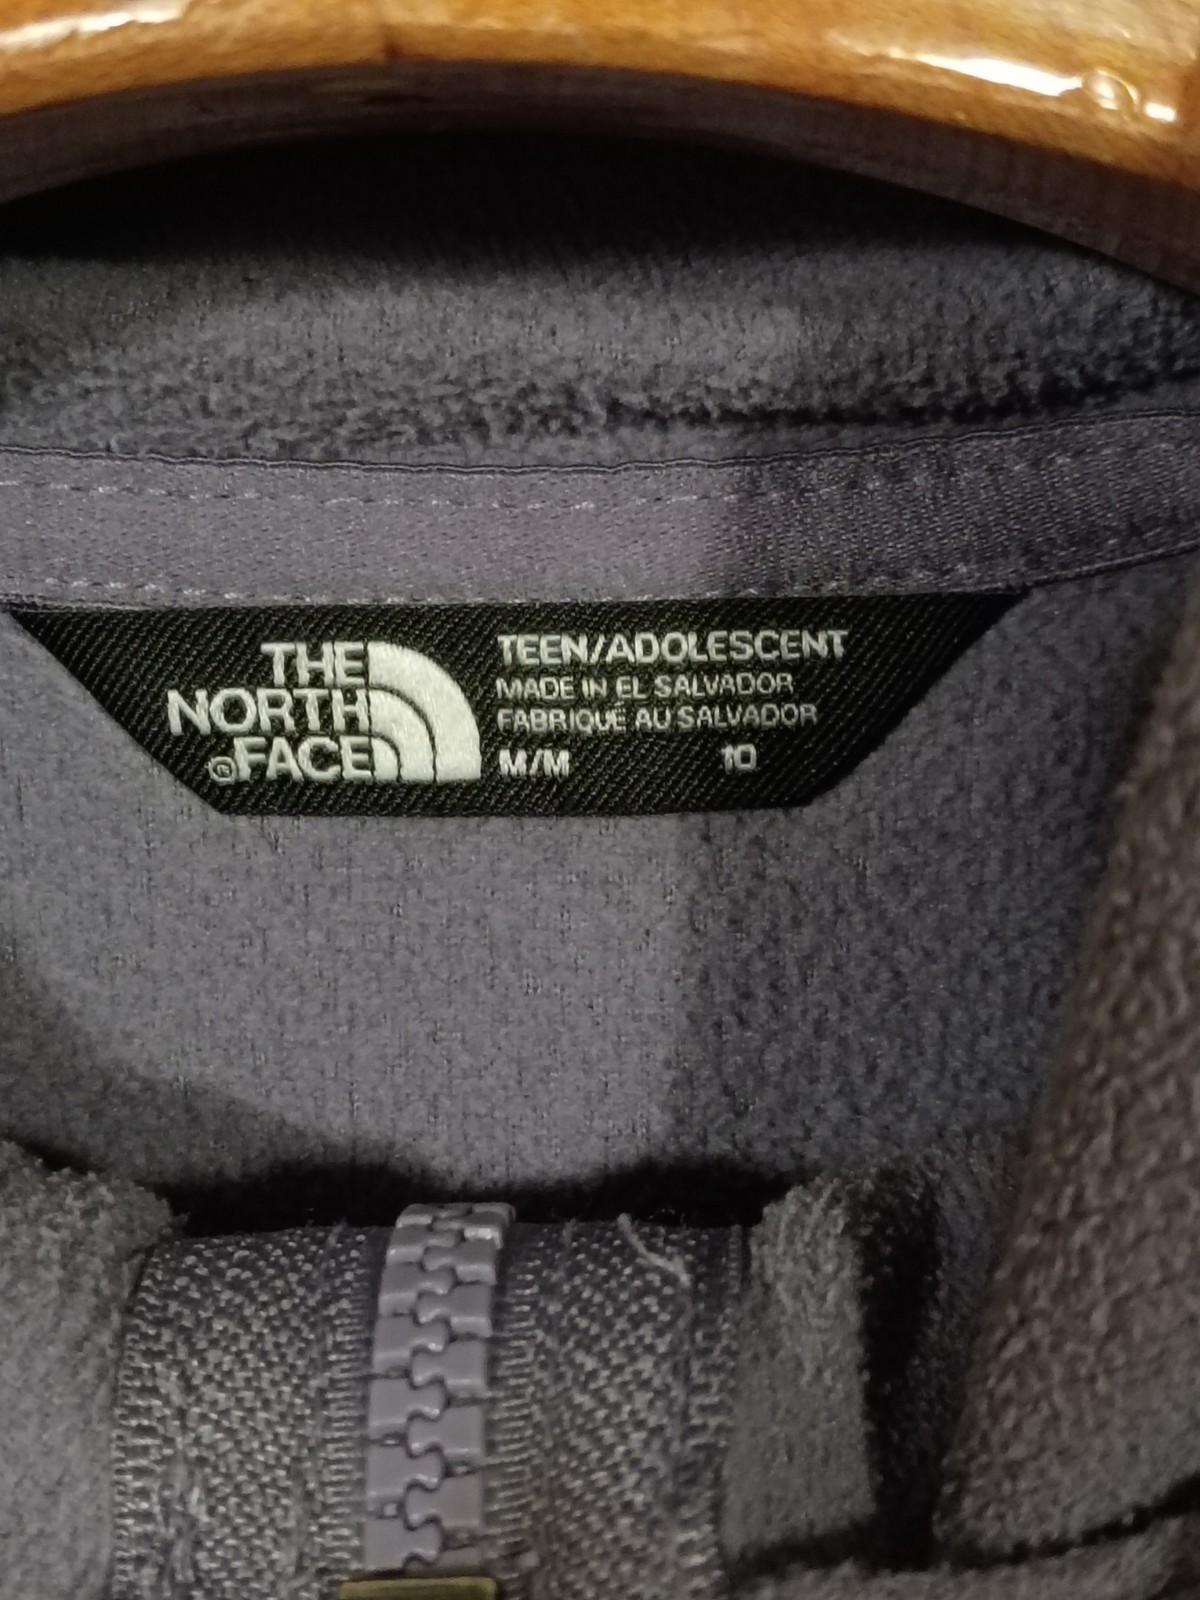 THE
NORTH
®FACE
TEEN/ADOLESCENT
MADE IN EL SALVADOR
FABRIQUÉ AU SALVADOR
M/M 10